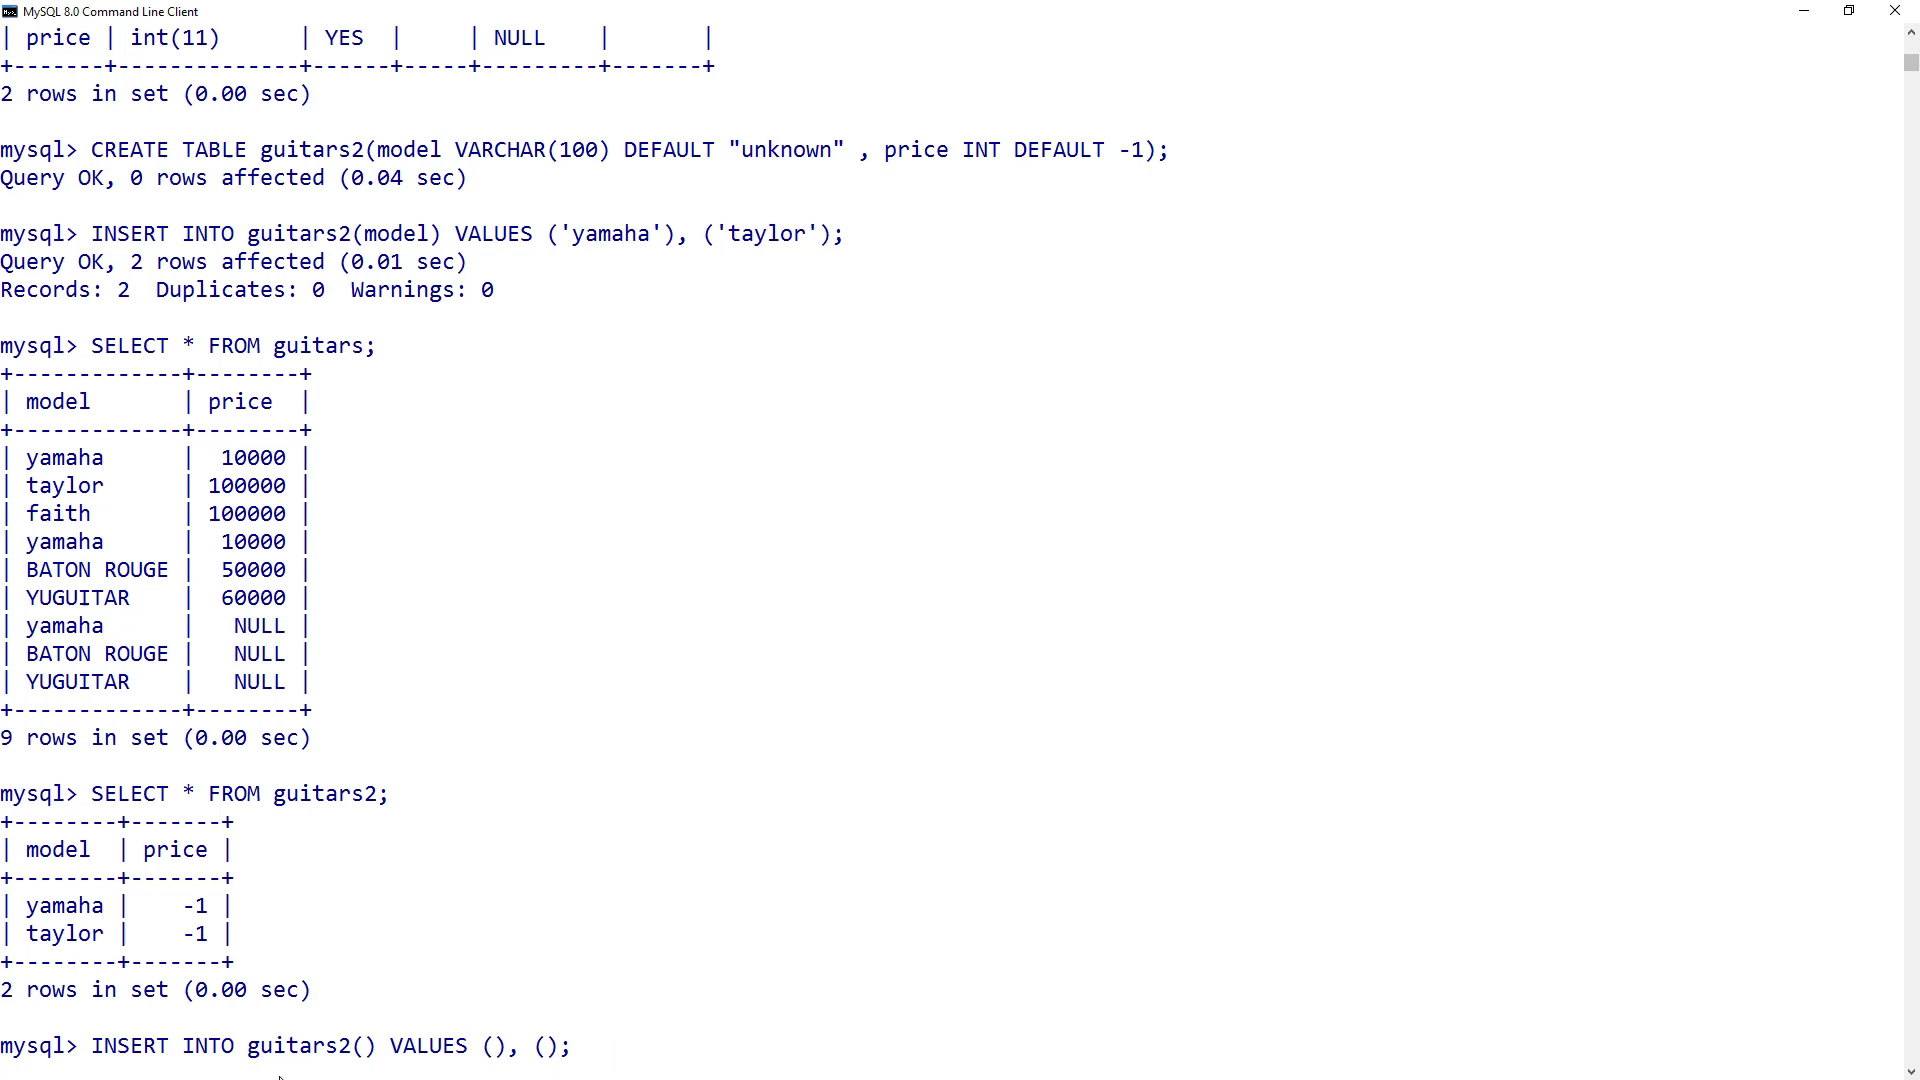 MySQL 8.0 Command Line Client
| price | int(11)      | YES  |     | NULL    |       |
+-------+--------------+------+-----+---------+-------+
2 rows in set (0.00 sec)

mysql> CREATE TABLE guitars2(model VARCHAR(100) DEFAULT "unknown" , price INT DEFAULT -1);
Query OK, 0 rows affected (0.04 sec)

mysql> INSERT INTO guitars2(model) VALUES ('yamaha'), ('taylor');
Query OK, 2 rows affected (0.01 sec)
Records: 2  Duplicates: 0  Warnings: 0

mysql> SELECT * FROM guitars;
+-------------+--------+
| model       | price  |
+-------------+--------+
| yamaha      |  10000 |
| taylor      | 100000 |
| faith       | 100000 |
| yamaha      |  10000 |
| BATON ROUGE |  50000 |
| YUGUITAR    |  60000 |
| yamaha      |   NULL |
| BATON ROUGE |   NULL |
| YUGUITAR    |   NULL |
+-------------+--------+
9 rows in set (0.00 sec)

mysql> SELECT * FROM guitars2;
+--------+-------+
| model  | price |
+--------+-------+
| yamaha |    -1 |
| taylor |    -1 |
+--------+-------+
2 rows in set (0.00 sec)

mysql> INSERT INTO guitars2() VALUES (), ();